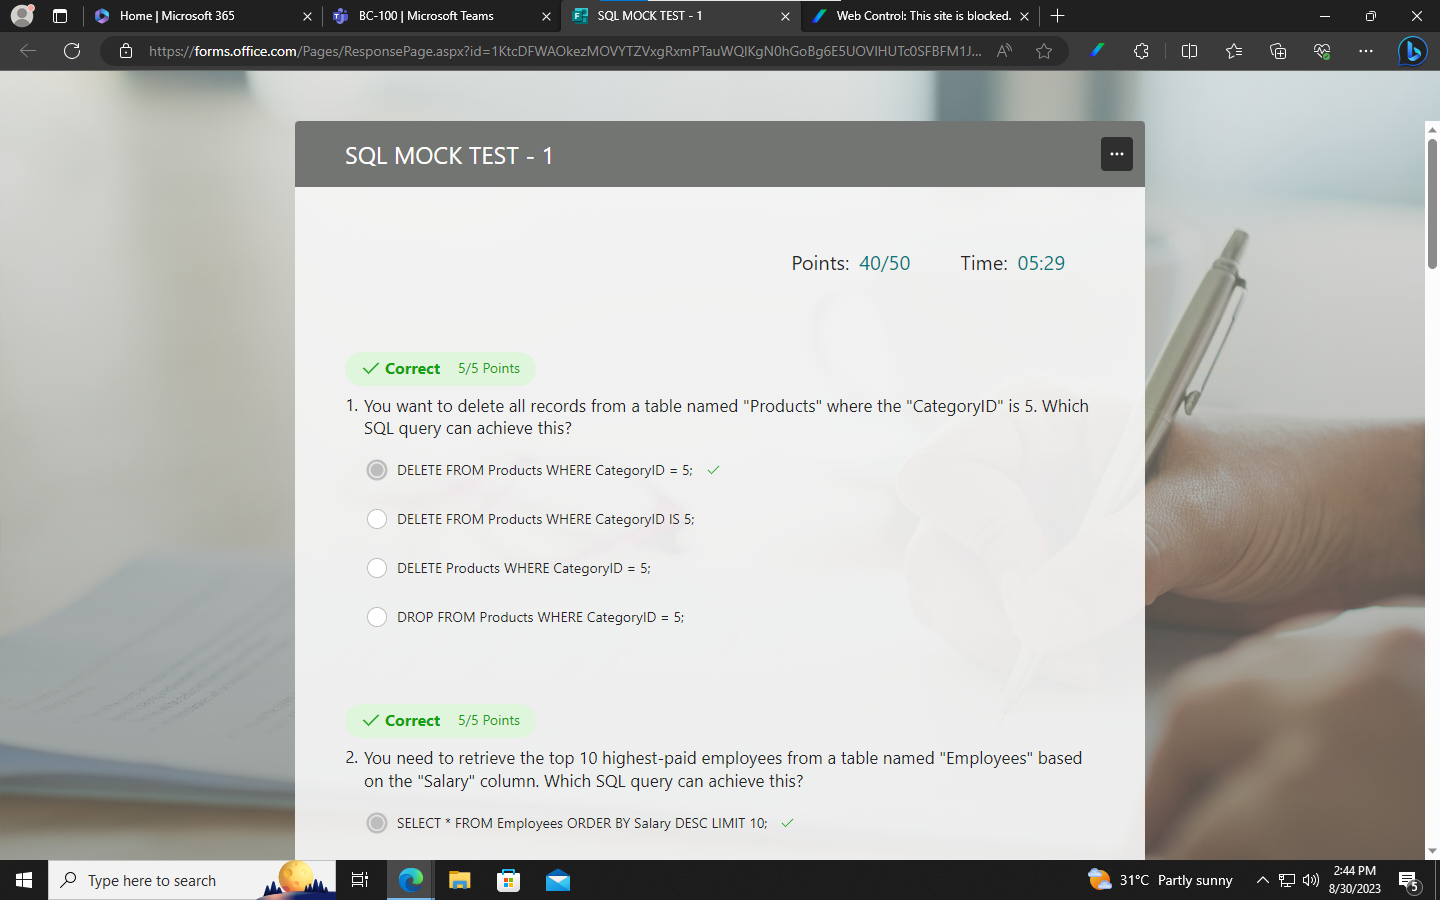 Home | Microsoft 365
BC-100 | Microsoft Teams
SQL MOCK TEST - 1
Web Control: This site is blocked.
https://forms.office.com/Pages/ResponsePage.aspx?id=1KtcDFWAOkezMOVYTZVxgRxmPTauWQlKgN0hGoBg6E5UOVlHUTc0SFBFM1J...
SQL MOCK TEST - 1
Points: 40/50 Time: 05:29
Correct 5/5 Points
1. You want to delete all records from a table named "Products" where the "CategoryID" is 5. Which
SQL query can achieve this?
DELETE FROM Products WHERE CategoryID = 5;
DELETE FROM Products WHERE CategoryID IS 5;
DELETE Products WHERE CategoryID = 5;
DROP FROM Products WHERE CategoryID = 5;
Correct 5/5 Points
2. You need to retrieve the top 10 highest-paid employees from a table named "Employees" based
on the "Salary" column. Which SQL query can achieve this?
SELECT * FROM Employees ORDER BY Salary DESC LIMIT 10;
Type here to search
31°C Partly sunny
2:44 PM
8/30/2023
5